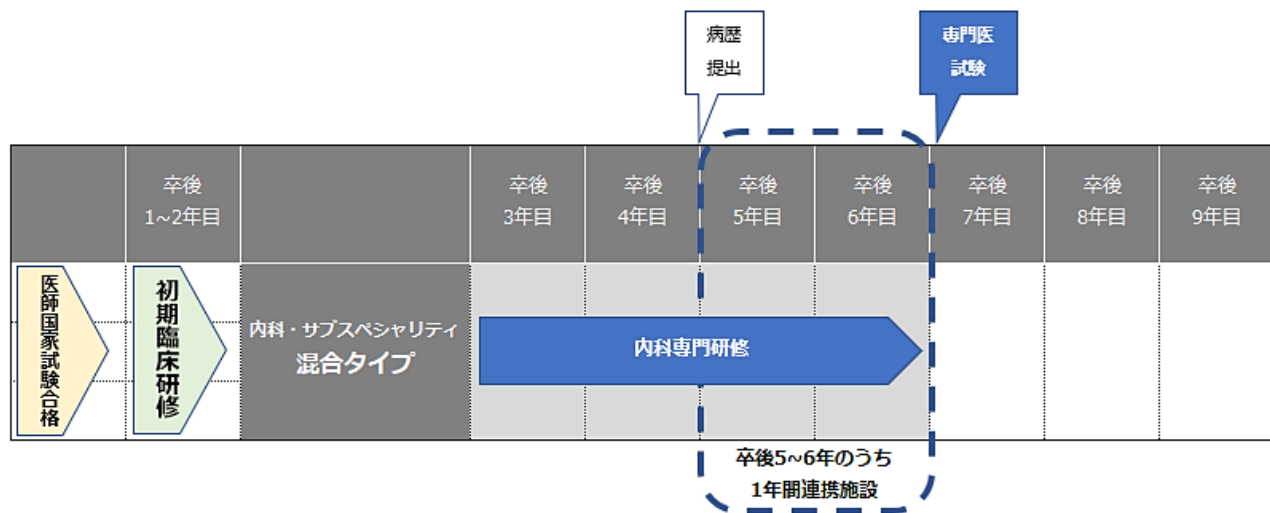 病歴
提出
専門医
試験
卒後
1~2年目
卒後
3年目
卒後
4年目
卒後
5年目
卒後
6年目
卒後
7年目
卒後
8年目
卒後
9年目
医師国家試験合格
初期臨床研修
内科・サブスペシャリティ
混合タイプ
内科専門研修
卒後5~6年のうち
1年間連携施設